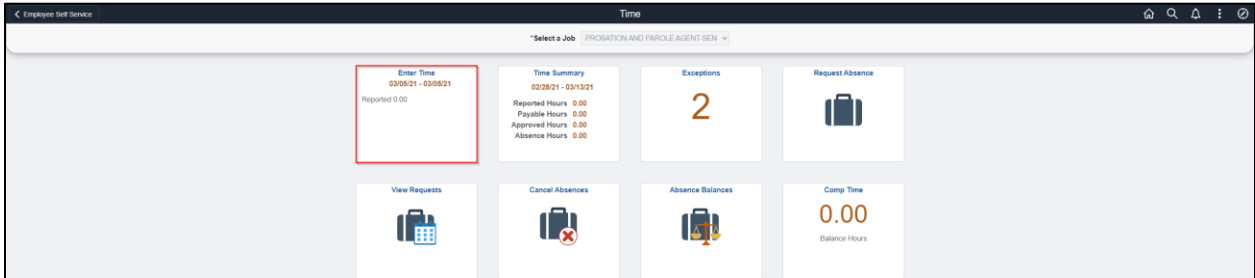 Employee Self Service
Time
*Select a Job PROBATION AND PAROLE AGENT-SEN
Enter Time
03/05/21 - 03/05/21
Reported 0.00
Time Summary
02/28/21 - 03/13/21
Reported Hours 0.00
Payable Hours 0.00
Approved Hours 0.00
Absence Hours 0.00
Exceptions
2
Request Absence
View Requests
Cancel Absences
Absence Balances
Comp Time
0.00
Balance Hours